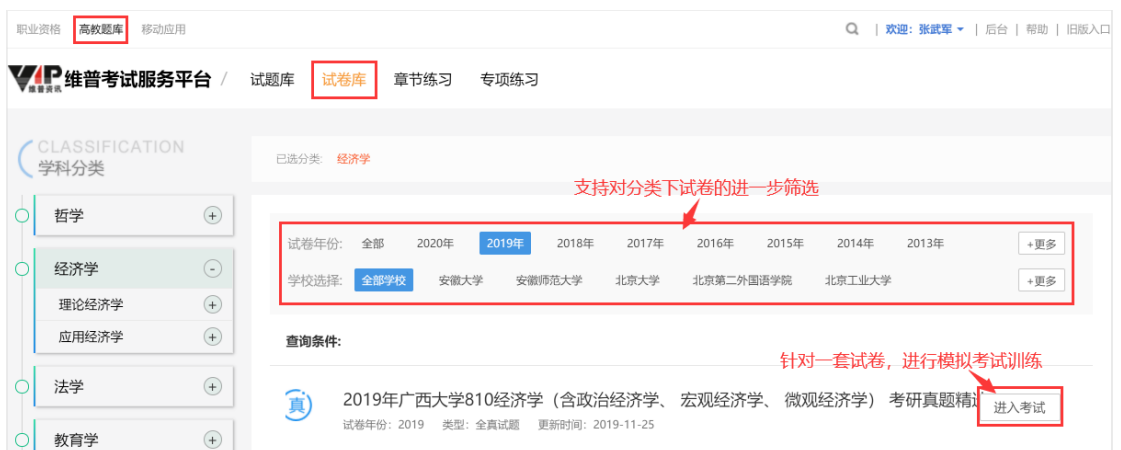 职业资格 高教题库 移动应用 | 欢迎：张武军 | 后台 | 帮助 | 旧版入口
VIP 维普资讯 维普考试服务平台 / 试题库 试卷库 章节练习 专项练习
CLASSIFICATION
学科分类
已选分类: 经济学
支持对分类下试卷的进一步筛选
哲学
试卷年份: 全部 2020年 2019年 2018年 2017年 2016年 2015年 2014年 2013年 +更多
经济学
学校选择: 全部学校 安徽大学 安徽师范大学 北京大学 北京第二外国语学院 北京工业大学 +更多
理论经济学
应用经济学
查询条件:
针对一套试卷，进行模拟考试训练
法学
真 2019年广西大学810经济学（含政治经济学、 宏观经济学、 微观经济学） 考研真题精 进入考试
试卷年份: 2019 类型: 全真试题 更新时间: 2019-11-25
教育学